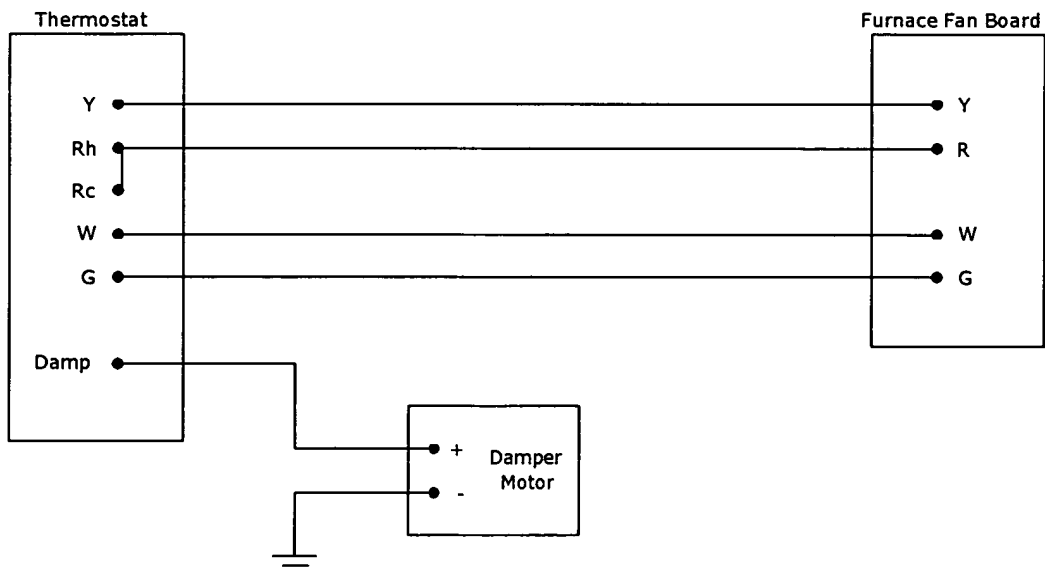 Thermostat
Furnace Fan Board
Y
Y
Rh
R
Rc
W
W
G
G
Damp
+
Damper
Motor
-